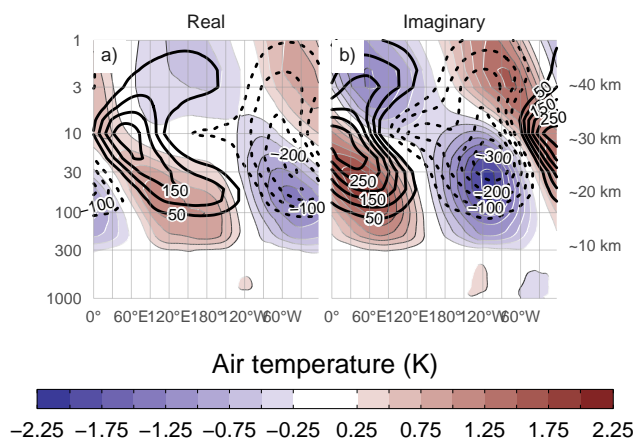 Real Imaginary
a) b)
1
3
10
30
100
300
1000
~40 km
~30 km
~20 km
~10 km
−200
−100
−100
150
50
50
150
250
−300
−200
−100
250
150
50
0° 60°E 120°E 180° 120°W 60°W 0° 60°E 120°E 180° 120°W 60°W
Air temperature (K)
−2.25 −1.75 −1.25 −0.75 −0.25 0.25 0.75 1.25 1.75 2.25